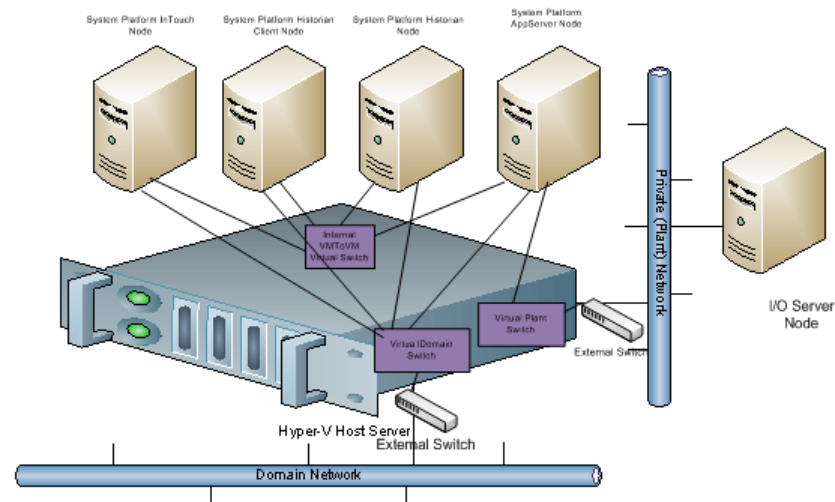 System Platform InTouch
Node
System Platform Historian
Client Node
System Platform Historian
Node
System Platform
AppServer Node
Internal
VMToVM
Virtual Switch
Virtual Plant
Switch
Virtua lDomain
Switch
External Switch
External Switch
Hyper-V Host Server
Domain Network
Private (Plant) Network
I/O Server
Node